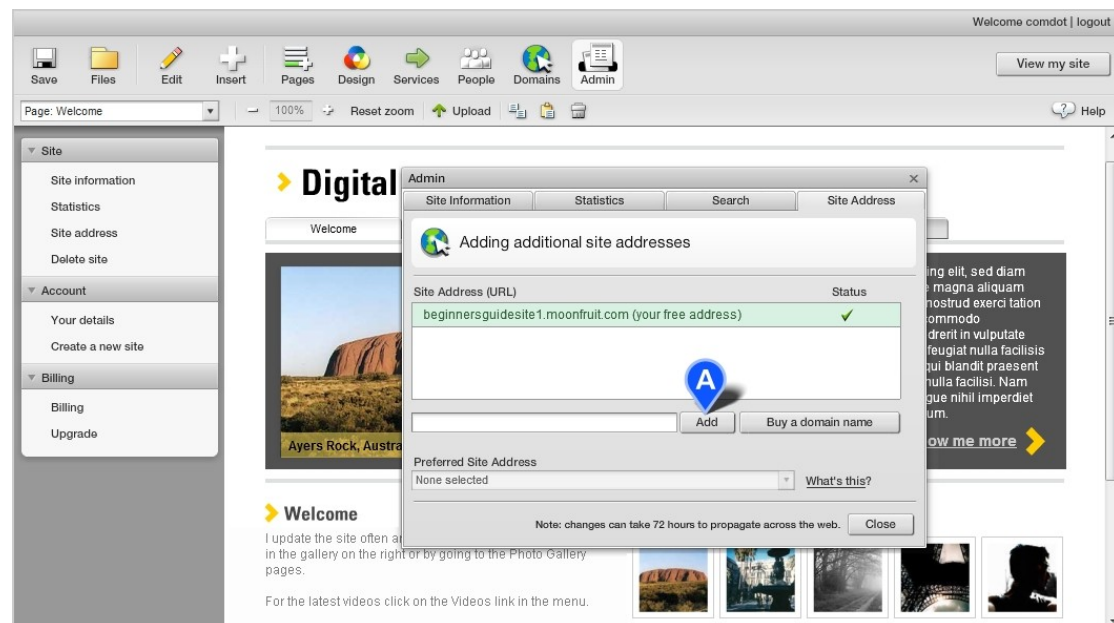 Welcome comdot | logout
Save Files Edit Insert Pages Design Services People Domains Admin View my site
Page: Welcome 100% Reset zoom Upload Help
Site
Site information
Statistics
Site address
Delete site
Account
Your details
Create a new site
Billing
Billing
Upgrade
Digital
Welcome
Admin
Site Information Statistics Search Site Address
Adding additional site addresses
Site Address (URL) Status
beginnersguidesite1.moonfruit.com (your free address)
A
Add Buy a domain name
Preferred Site Address
None selected What's this?
Note: changes can take 72 hours to propagate across the web. Close
ing elit, sed diam
magna aliquam
nostrud exerci tation
ommodo
drerit in vulputate
feugiat nulla facilisis
qui blandit praesent
nulla facilisi. Nam
gue nihil imperdiet
um.
ow me more
Ayers Rock, Austra
Welcome
I update the site often a
in the gallery on the right or by going to the Photo Gallery
pages.
For the latest videos click on the Videos link in the menu.